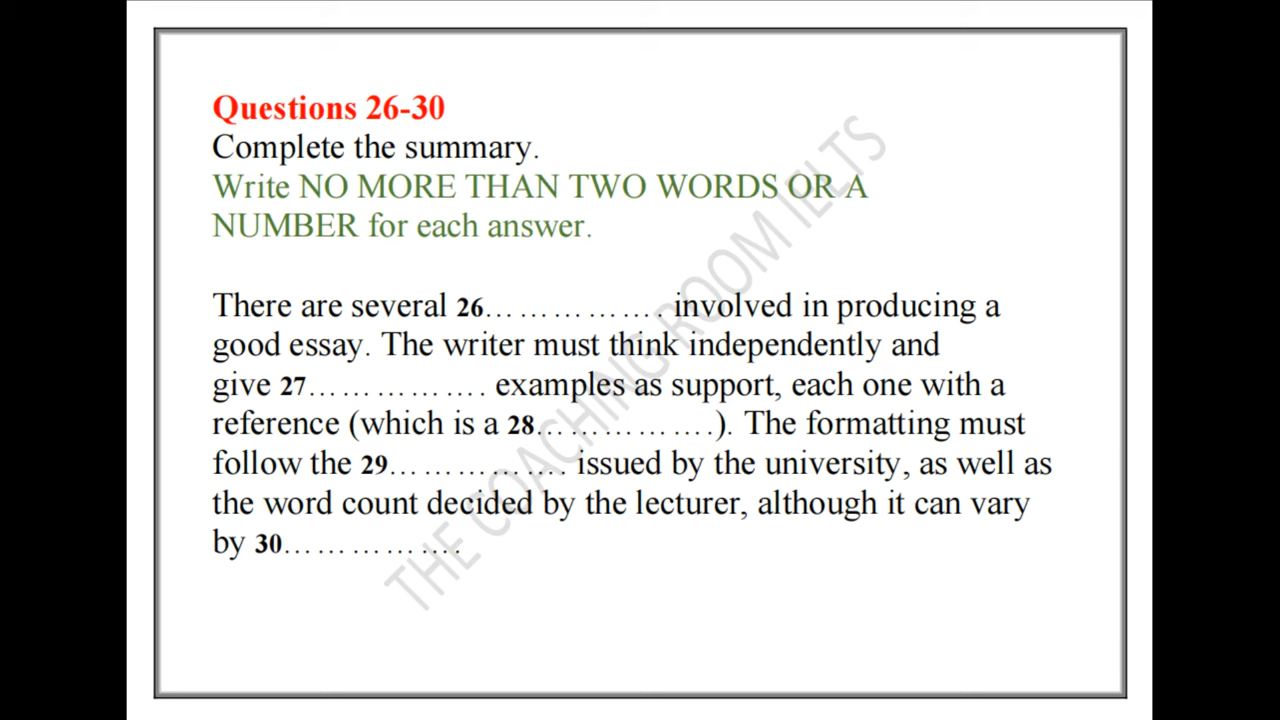 Questions 26-30
Complete the summary.
Write NO MORE THAN TWO WORDS OR A
NUMBER for each answer.
There are several 26……………. involved in producing a
good essay. The writer must think independently and
give 27……………. examples as support, each one with a
reference (which is a 28…………….). The formatting must
follow the 29……………. issued by the university, as well as
the word count decided by the lecturer, although it can vary
by 30…………….
THE COACHING ROOM IELTS